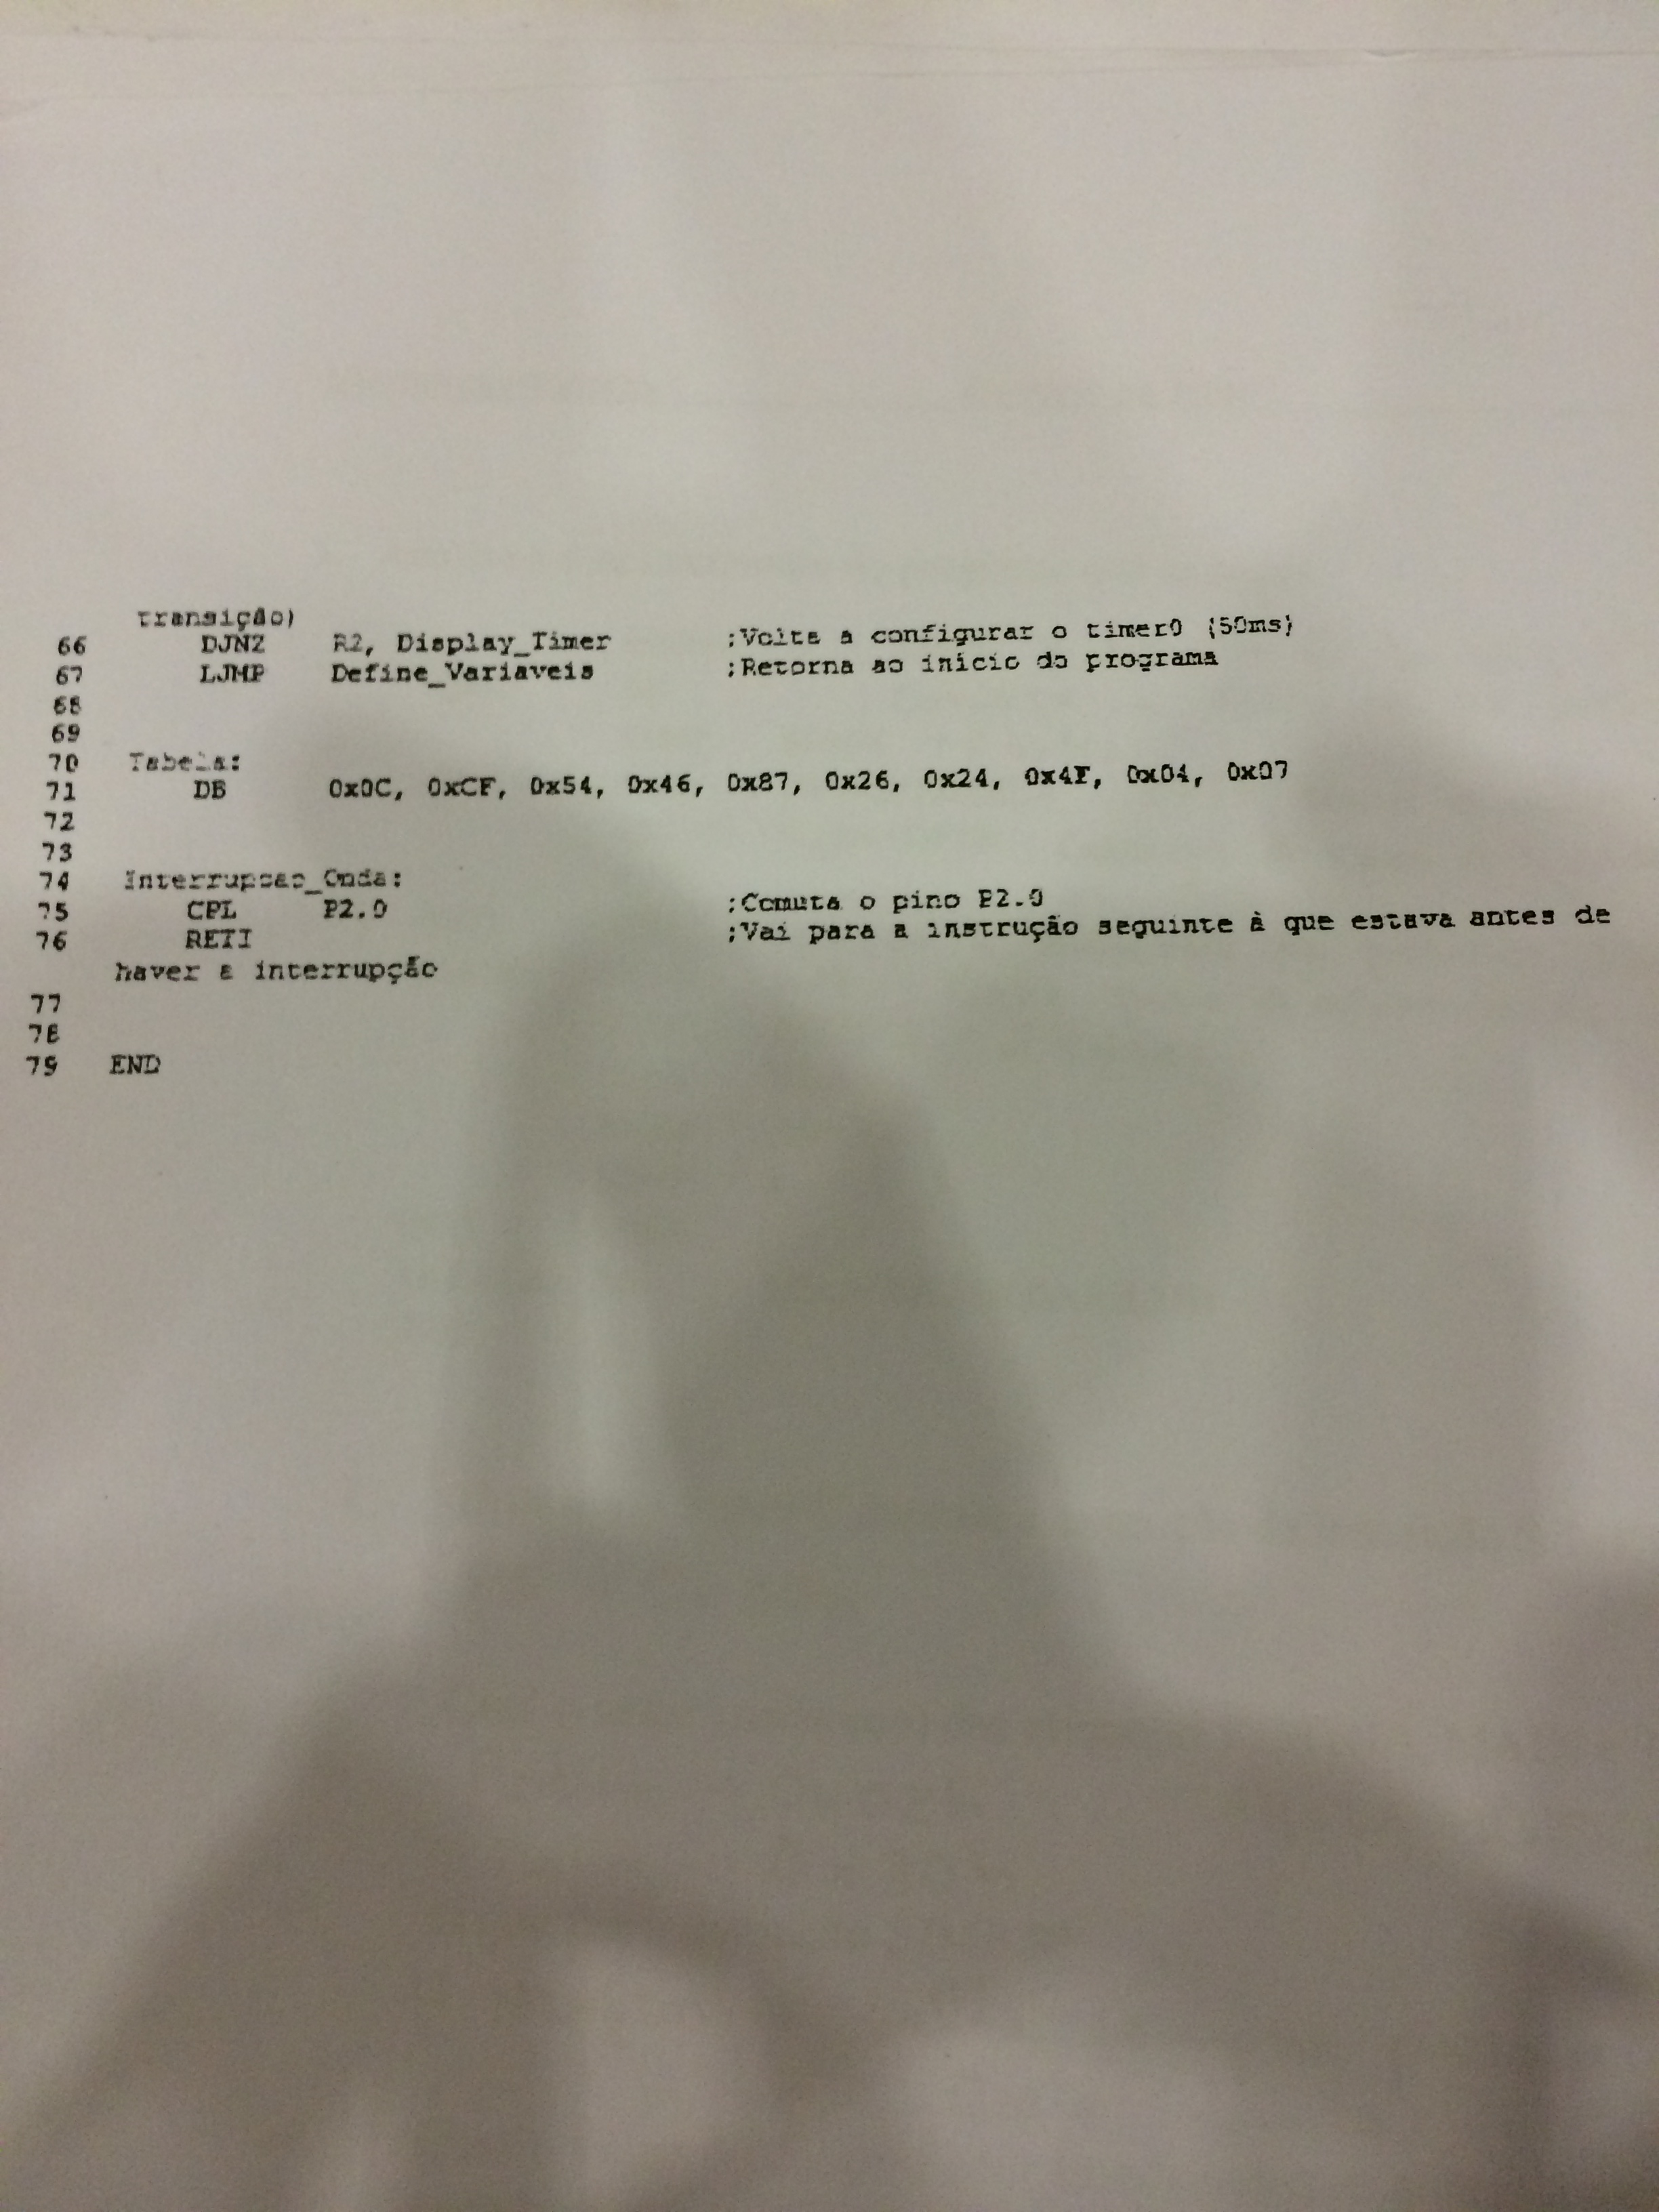 transição)
66 DJNZ R2, Display_Timer ;Volta a configurar o timer0 (50ms)
67 LJMP Define_Variaveis ;Retorna ao inicio do programa
68
69
70 Tabela:
71 DB 0x0C, 0xCF, 0x54, 0x46, 0x87, 0x26, 0x24, 0x4F, 0x04, 0x07
72
73
74 Interrupcao_Onda:
75 CPL P2.0 ;Comuta o pino P2.0
76 RETI ;Vai para a instrução seguinte à que estava antes de
haver a interrupção
77
78
79 END